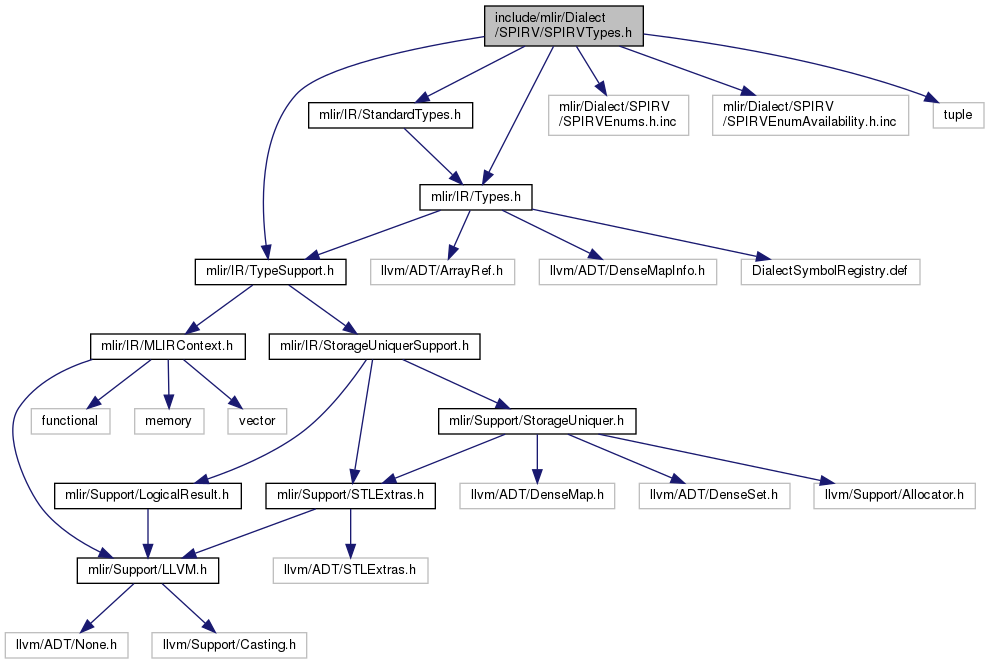 include/mlir/Dialect
/SPIRV/SPIRVTypes.h
mlir/IR/StandardTypes.h
mlir/Dialect/SPIRV
/SPIRVEnums.h.inc
mlir/Dialect/SPIRV
/SPIRVEnumAvailability.h.inc
tuple
mlir/IR/Types.h
mlir/IR/TypeSupport.h
llvm/ADT/ArrayRef.h
llvm/ADT/DenseMapInfo.h
DialectSymbolRegistry.def
mlir/IR/MLIRContext.h
mlir/IR/StorageUniquerSupport.h
functional
memory
vector
mlir/Support/StorageUniquer.h
mlir/Support/LogicalResult.h
mlir/Support/STLExtras.h
llvm/ADT/DenseMap.h
llvm/ADT/DenseSet.h
llvm/Support/Allocator.h
mlir/Support/LLVM.h
llvm/ADT/STLExtras.h
llvm/ADT/None.h
llvm/Support/Casting.h